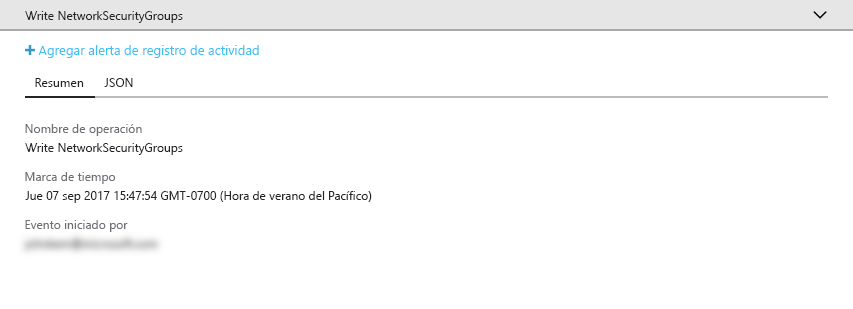 Write NetworkSecurityGroups
+ Agregar alerta de registro de actividad
Resumen JSON
Nombre de operación
Write NetworkSecurityGroups
Marca de tiempo
Jue 07 sep 2017 15:47:54 GMT-0700 (Hora de verano del Pacífico)
Evento iniciado por